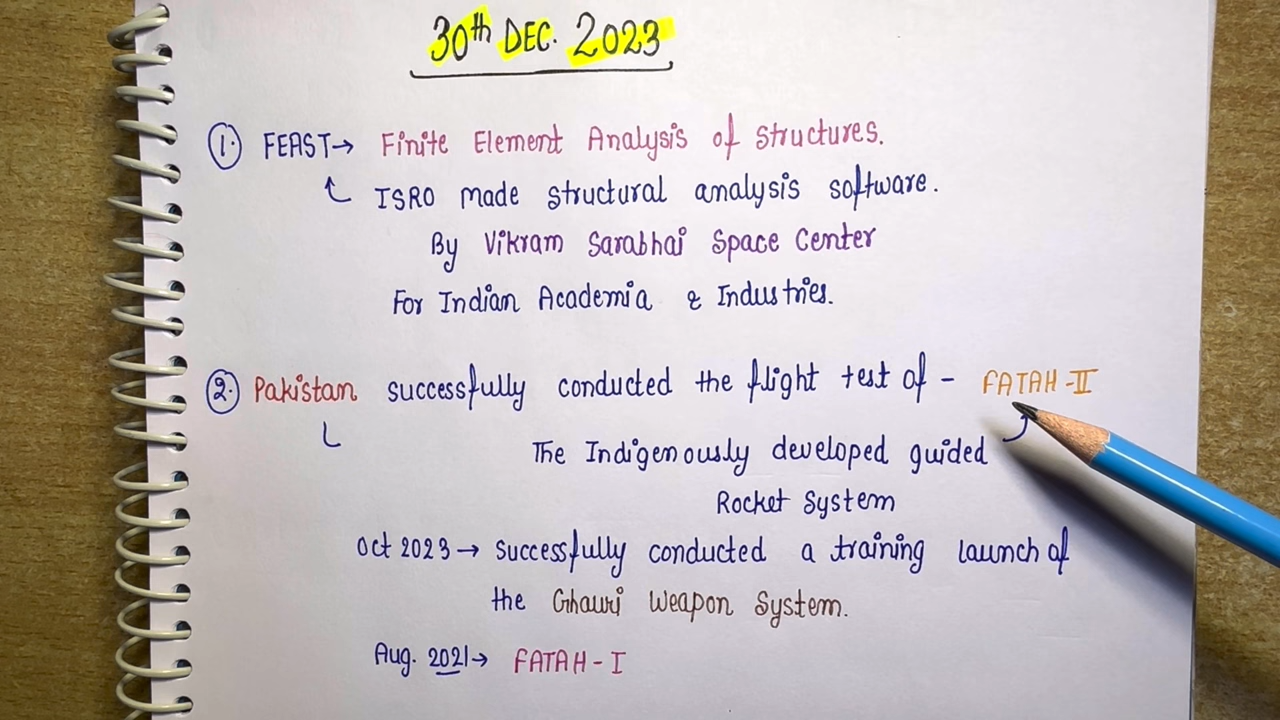 30th DEC. 2023
1. FEAST→ Finite Element Analysis of Structures.
ISRO made structural analysis software.
By Vikram Sarabhai Space Center
For Indian Academia & Industries.
2. Pakistan successfully conducted the flight test of - FATAH-II
The Indigenously developed guided
Rocket System
Oct 2023→ Successfully conducted a training launch of
the Ghauri Weapon System.
Aug. 2021→ FATAH-I